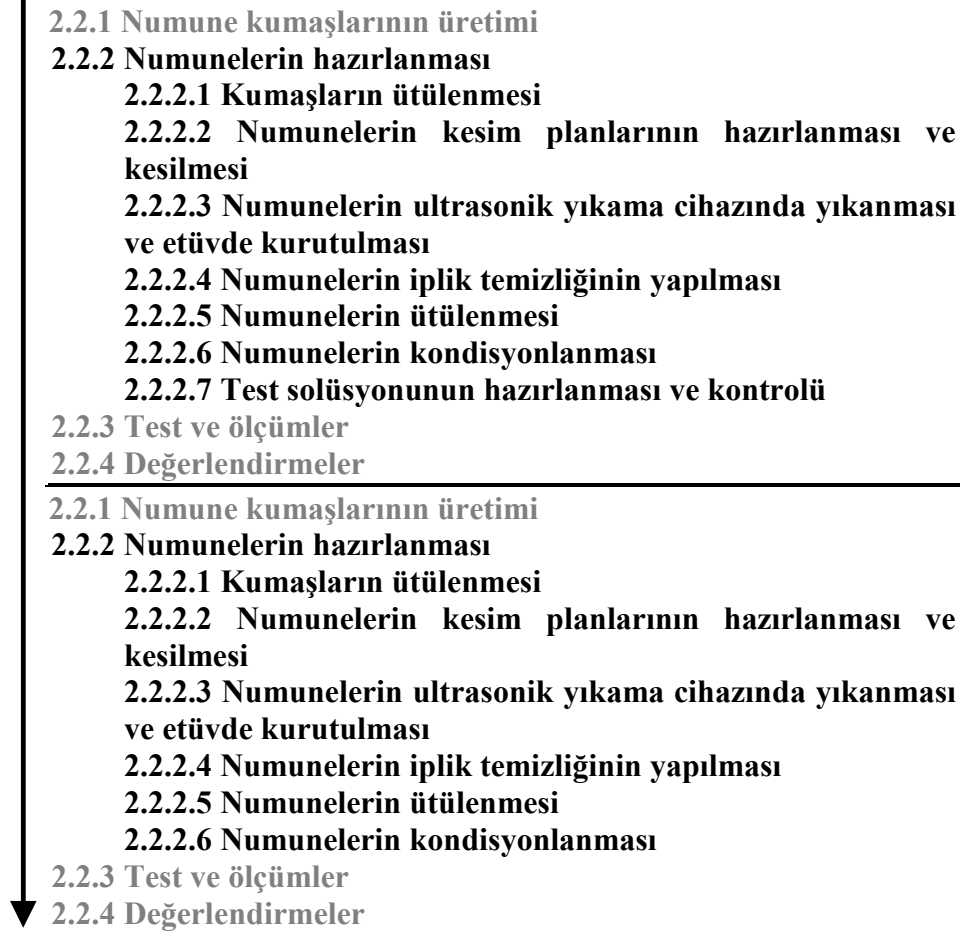 2.2.1 Numune kumaşlarının üretimi
2.2.2 Numunelerin hazırlanması
2.2.2.1 Kumaşların ütülenmesi
2.2.2.2 Numunelerin kesim planlarının hazırlanması ve
kesilmesi
2.2.2.3 Numunelerin ultrasonik yıkama cihazında yıkanması
ve etüvde kurutulması
2.2.2.4 Numunelerin iplik temizliğinin yapılması
2.2.2.5 Numunelerin ütülenmesi
2.2.2.6 Numunelerin kondisyonlanması
2.2.2.7 Test solüsyonunun hazırlanması ve kontrolü
2.2.3 Test ve ölçümler
2.2.4 Değerlendirmeler
2.2.1 Numune kumaşlarının üretimi
2.2.2 Numunelerin hazırlanması
2.2.2.1 Kumaşların ütülenmesi
2.2.2.2 Numunelerin kesim planlarının hazırlanması ve
kesilmesi
2.2.2.3 Numunelerin ultrasonik yıkama cihazında yıkanması
ve etüvde kurutulması
2.2.2.4 Numunelerin iplik temizliğinin yapılması
2.2.2.5 Numunelerin ütülenmesi
2.2.2.6 Numunelerin kondisyonlanması
2.2.3 Test ve ölçümler
2.2.4 Değerlendirmeler